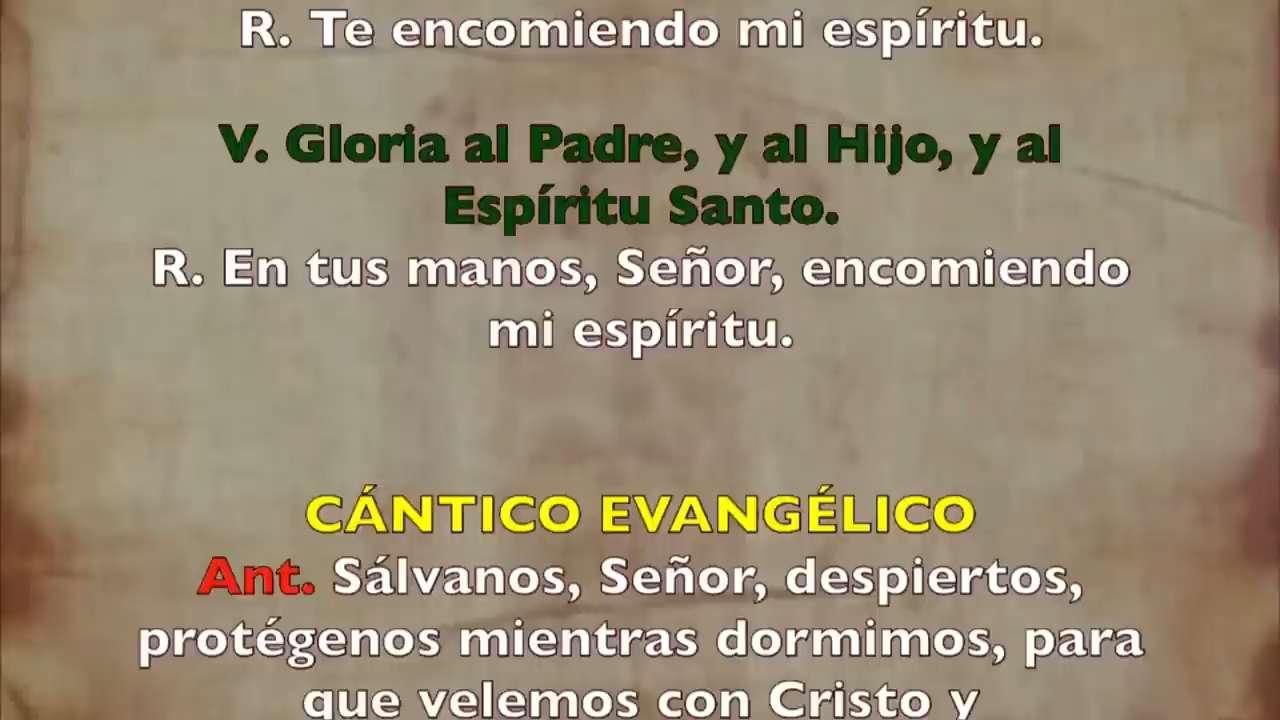 R. Te encomiendo mi espíritu.
V. Gloria al Padre, y al Hijo, y al
Espíritu Santo.
R. En tus manos, Señor, encomiendo
mi espíritu.
CÁNTICO EVANGÉLICO
Ant. Sálvanos, Señor, despiertos,
protégenos mientras dormimos, para
que velemos con Cristo y